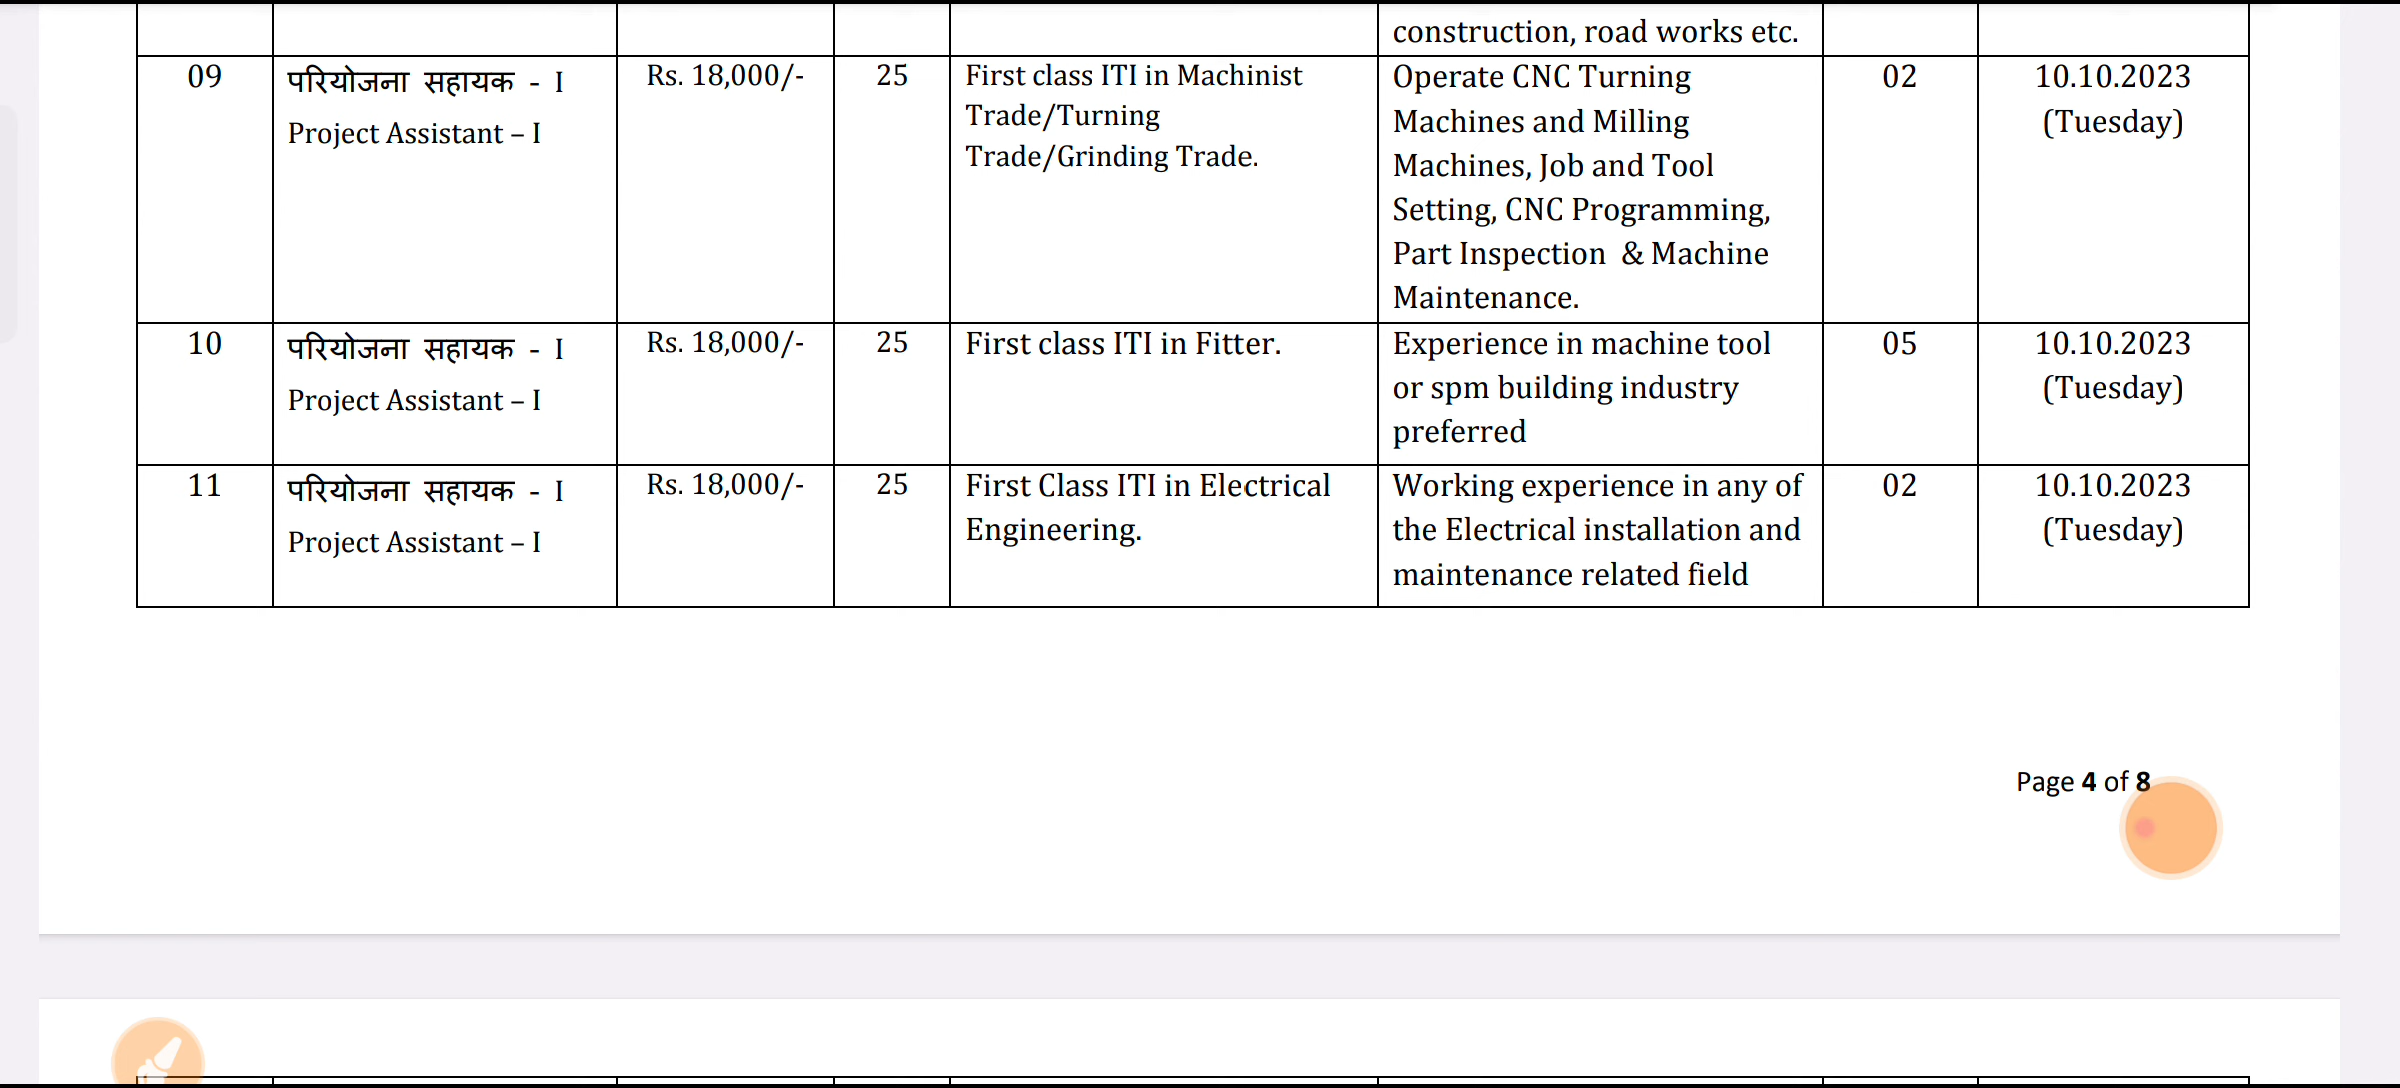 construction, road works etc.
09 परियोजना सहायक - I Rs. 18,000/- 25 First class ITI in Machinist Operate CNC Turning 02 10.10.2023
Project Assistant – I Trade/Turning Machines and Milling (Tuesday)
Trade/Grinding Trade. Machines, Job and Tool
Setting, CNC Programming,
Part Inspection & Machine
Maintenance.
10 परियोजना सहायक - I Rs. 18,000/- 25 First class ITI in Fitter. Experience in machine tool 05 10.10.2023
Project Assistant – I or spm building industry (Tuesday)
preferred
11 परियोजना सहायक - I Rs. 18,000/- 25 First Class ITI in Electrical Working experience in any of 02 10.10.2023
Project Assistant – I Engineering. the Electrical installation and (Tuesday)
maintenance related field
Page 4 of 8